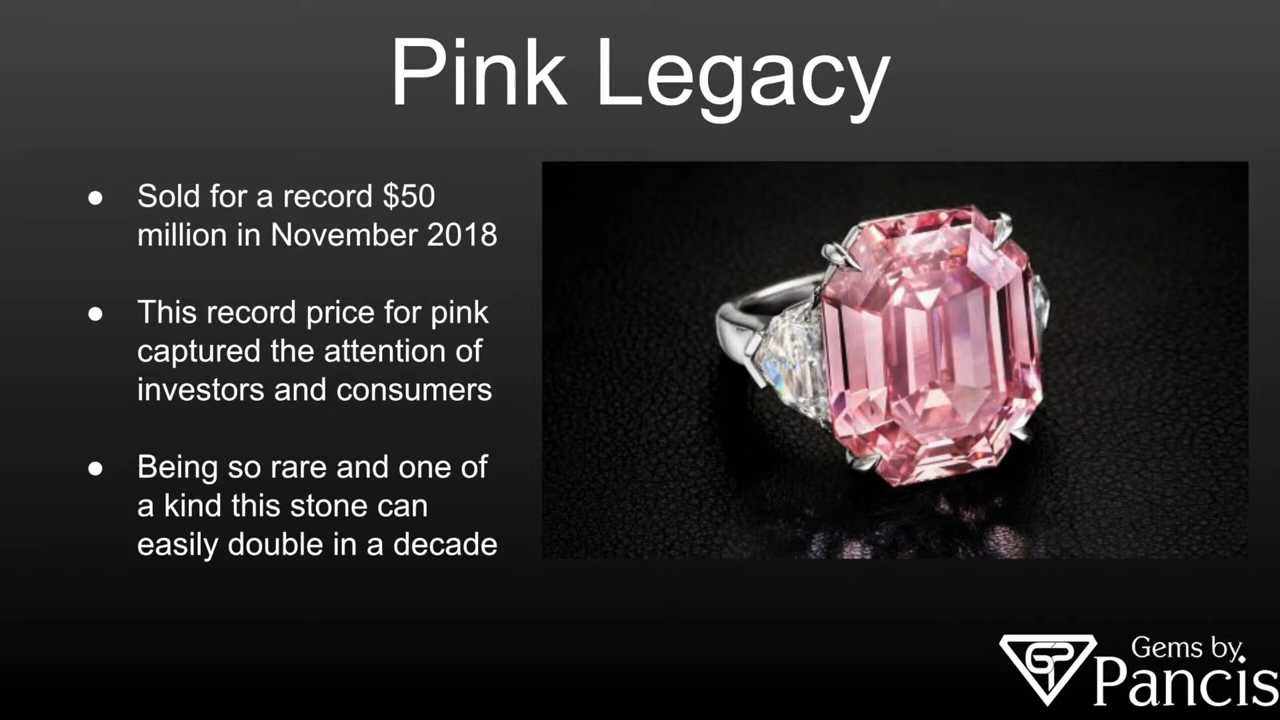 Pink Legacy
● Sold for a record $50
million in November 2018
● This record price for pink
captured the attention of
investors and consumers
● Being so rare and one of
a kind this stone can
easily double in a decade
GP
Gems by
Pancis